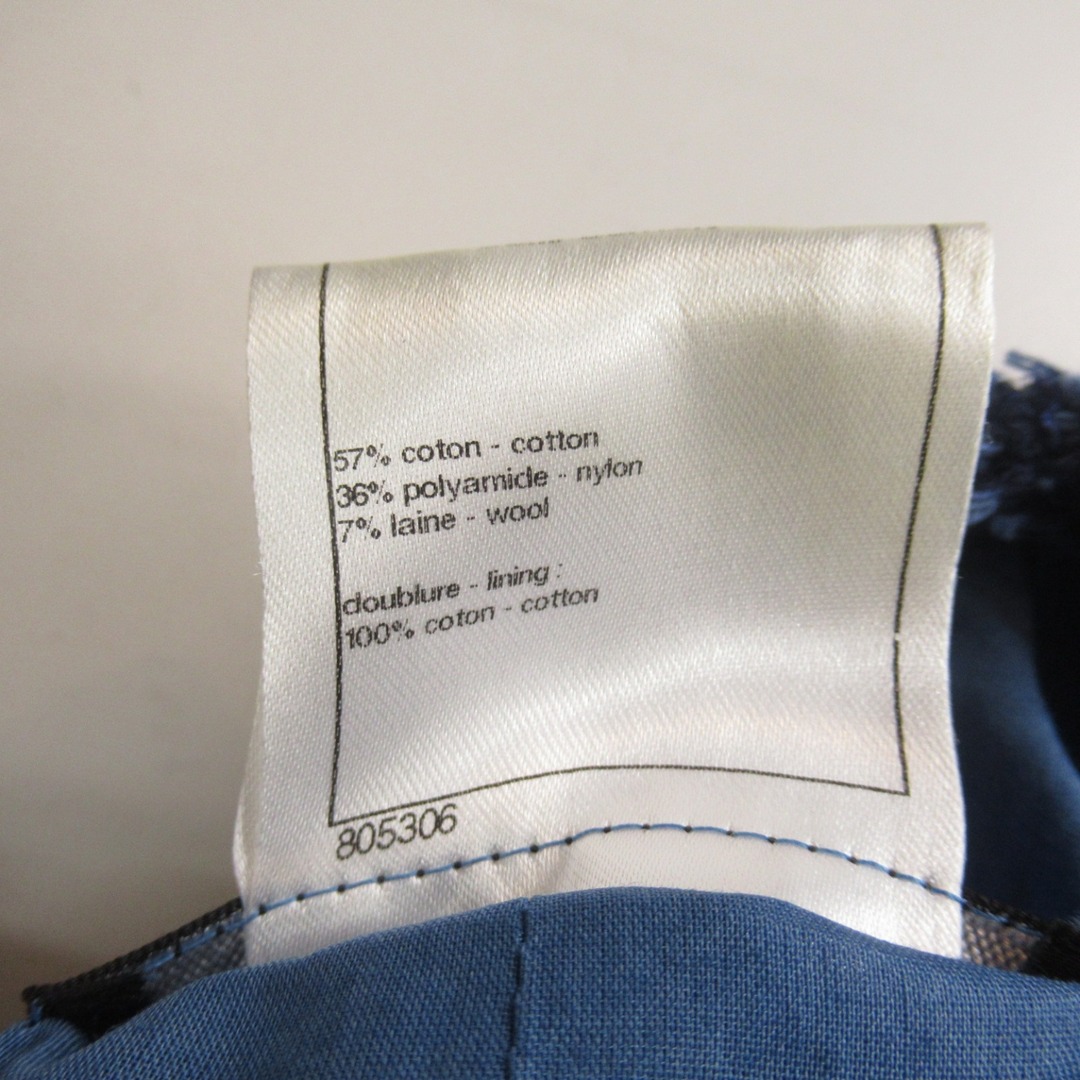 57% coton - cotton
36% polyamide - nylon
7% laine - wool
doublure - lining :
100% coton - cotton
805306